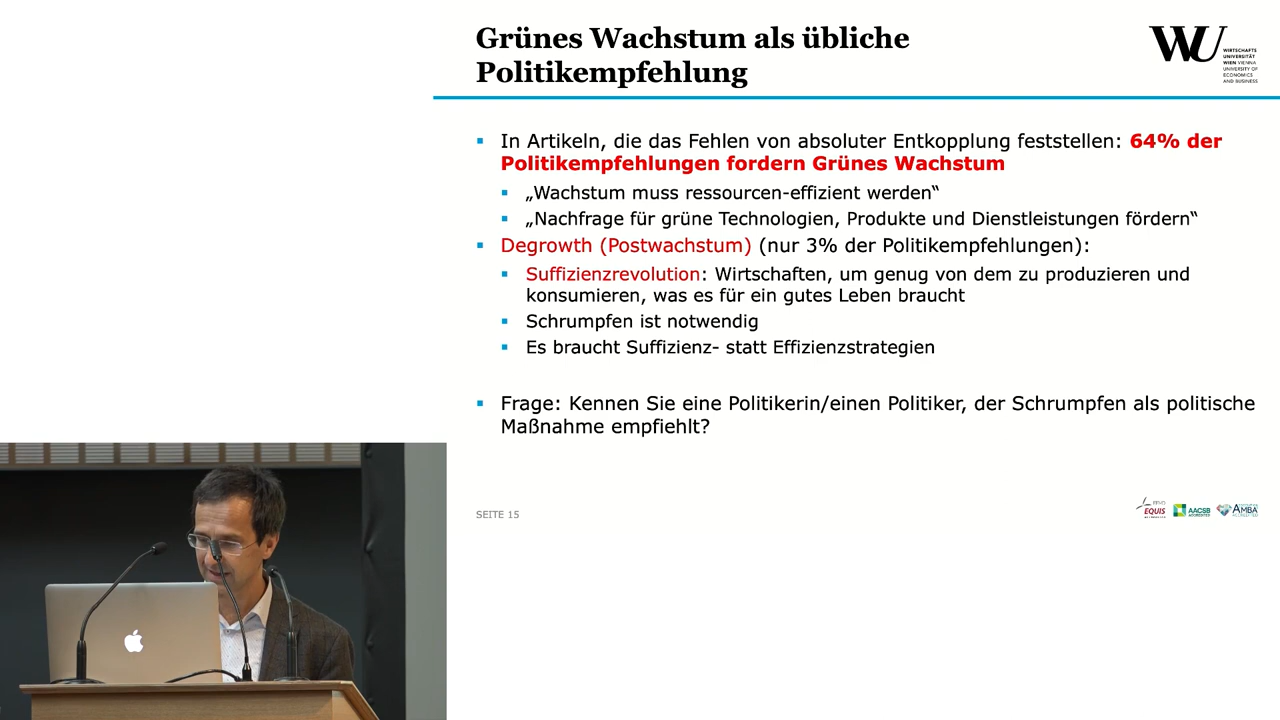 Grünes Wachstum als übliche
Politikempfehlung
WU
WIRTSCHAFTS
UNIVERSITÄT
WIEN VIENNA
UNIVERSITY OF
ECONOMICS
AND BUSINESS
In Artikeln, die das Fehlen von absoluter Entkopplung feststellen: 64% der
Politikempfehlungen fordern Grünes Wachstum
„Wachstum muss ressourcen-effizient werden“
„Nachfrage für grüne Technologien, Produkte und Dienstleistungen fördern“
Degrowth (Postwachstum) (nur 3% der Politikempfehlungen):
Suffizienzrevolution: Wirtschaften, um genug von dem zu produzieren und
konsumieren, was es für ein gutes Leben braucht
Schrumpfen ist notwendig
Es braucht Suffizienz- statt Effizienzstrategien
Frage: Kennen Sie eine Politikerin/einen Politiker, der Schrumpfen als politische
Maßnahme empfiehlt?
SEITE 15
EQUIS
AACSB
ACCREDITED
AMBA